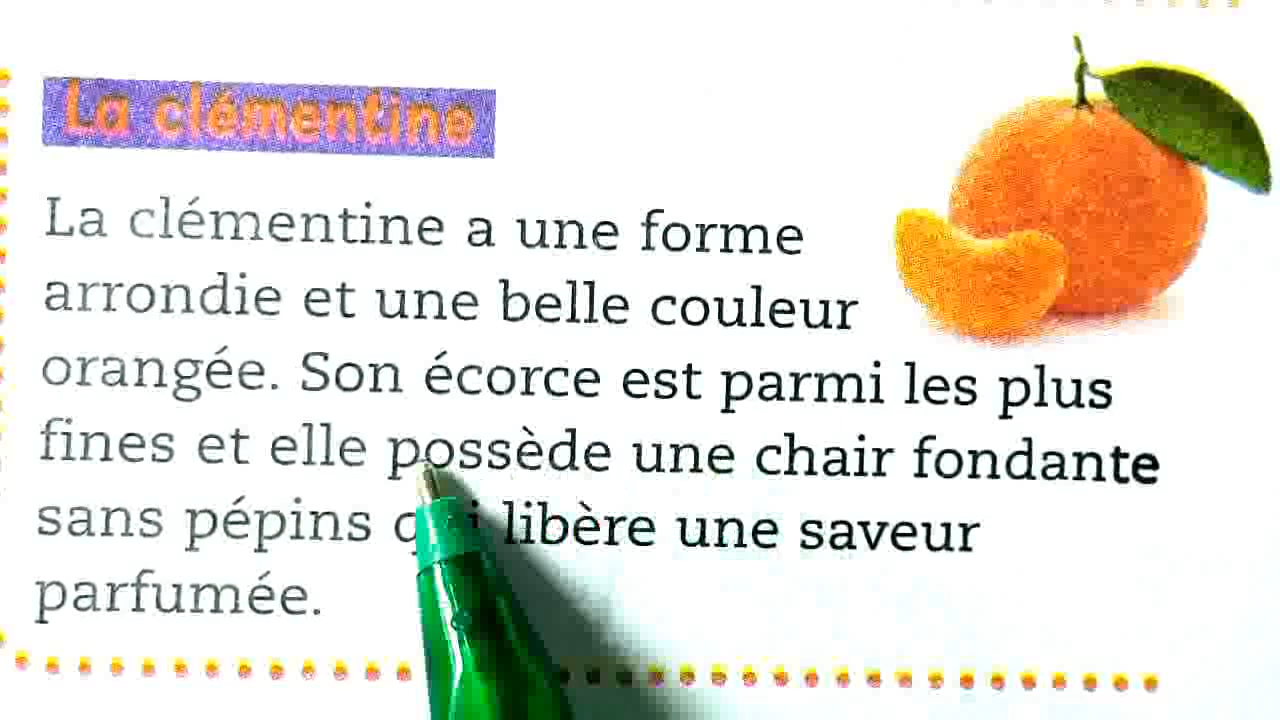 La clémentine
La clémentine a une forme
arrondie et une belle couleur
orangée. Son écorce est parmi les plus
fines et elle possède une chair fondante
sans pépins qui libère une saveur
parfumée.